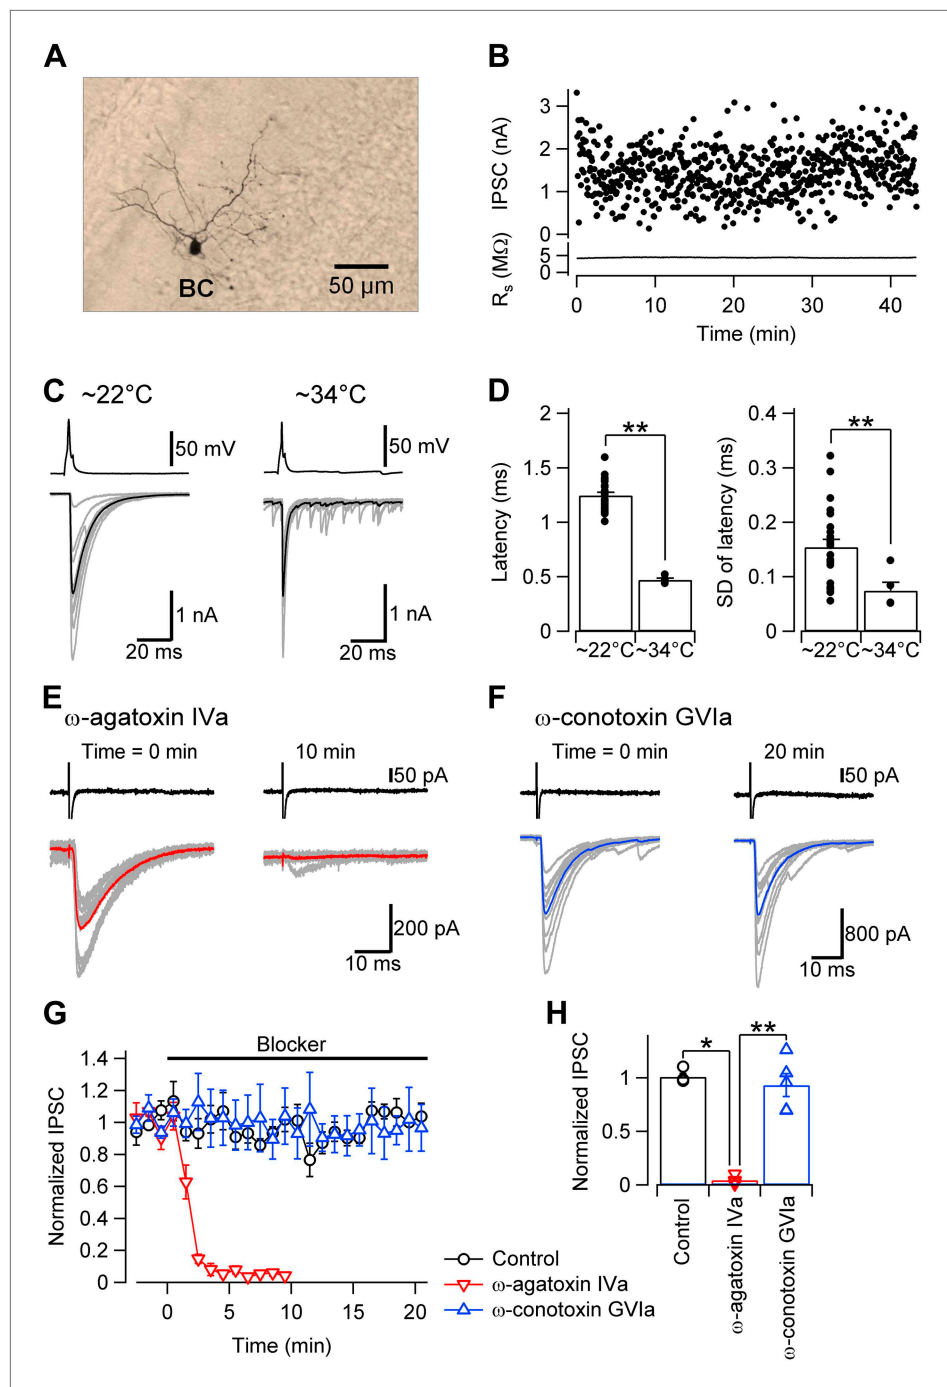 A
BC
50 µm
B
IPSC (nA)
3
2
1
0
Rs (MΩ)
5
0
0
10
20
30
40
Time (min)
C
~22°C
~34°C
50 mV
50 mV
1 nA
20 ms
1 nA
20 ms
D
Latency (ms)
2
1.5
1
0.5
0
**
~22°C
~34°C
SD of latency (ms)
0.4
0.3
0.2
0.1
0
**
~22°C
~34°C
E
ω-agatoxin IVa
Time = 0 min
10 min
50 pA
200 pA
10 ms
F
ω-conotoxin GVIa
Time = 0 min
20 min
50 pA
800 pA
10 ms
G
Normalized IPSC
1.4
1.2
1.0
0.8
0.6
0.4
0.2
0
Blocker
0
5
10
15
20
Time (min)
Control
ω-agatoxin IVa
ω-conotoxin GVIa
H
Normalized IPSC
1
0.5
0
*
**
Control
ω-agatoxin IVa
ω-conotoxin GVIa